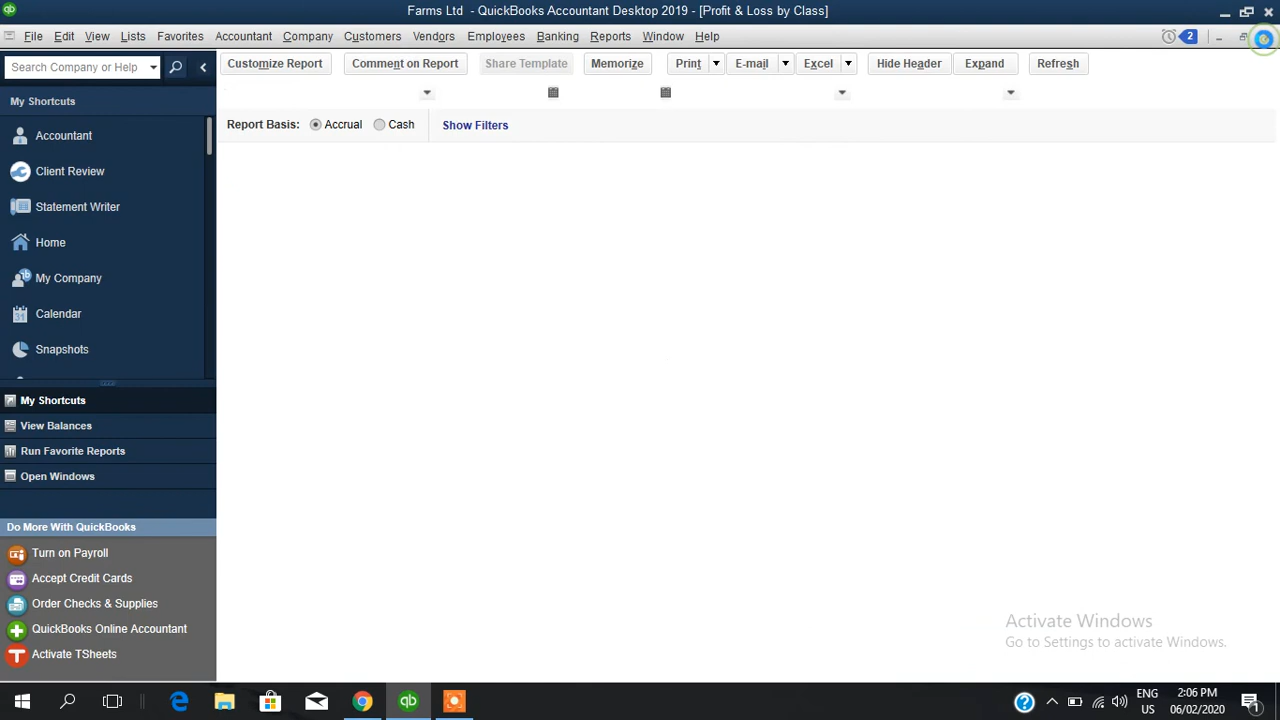 Farms Ltd - QuickBooks Accountant Desktop 2019 - [Profit & Loss by Class]
File Edit View Lists Favorites Accountant Company Customers Vendors Employees Banking Reports Window Help 2
Search Company or Help
Customize Report Comment on Report Share Template Memorize Print E-mail Excel Hide Header Expand Refresh
My Shortcuts
Report Basis: Accrual Cash Show Filters
Accountant
Client Review
Statement Writer
Home
My Company
31 Calendar
Snapshots
My Shortcuts
View Balances
Run Favorite Reports
Open Windows
Do More With QuickBooks
Turn on Payroll
Accept Credit Cards
Order Checks & Supplies
QuickBooks Online Accountant
Activate TSheets
Activate Windows
Go to Settings to activate Windows.
ENG
US
2:06 PM
06/02/2020
1